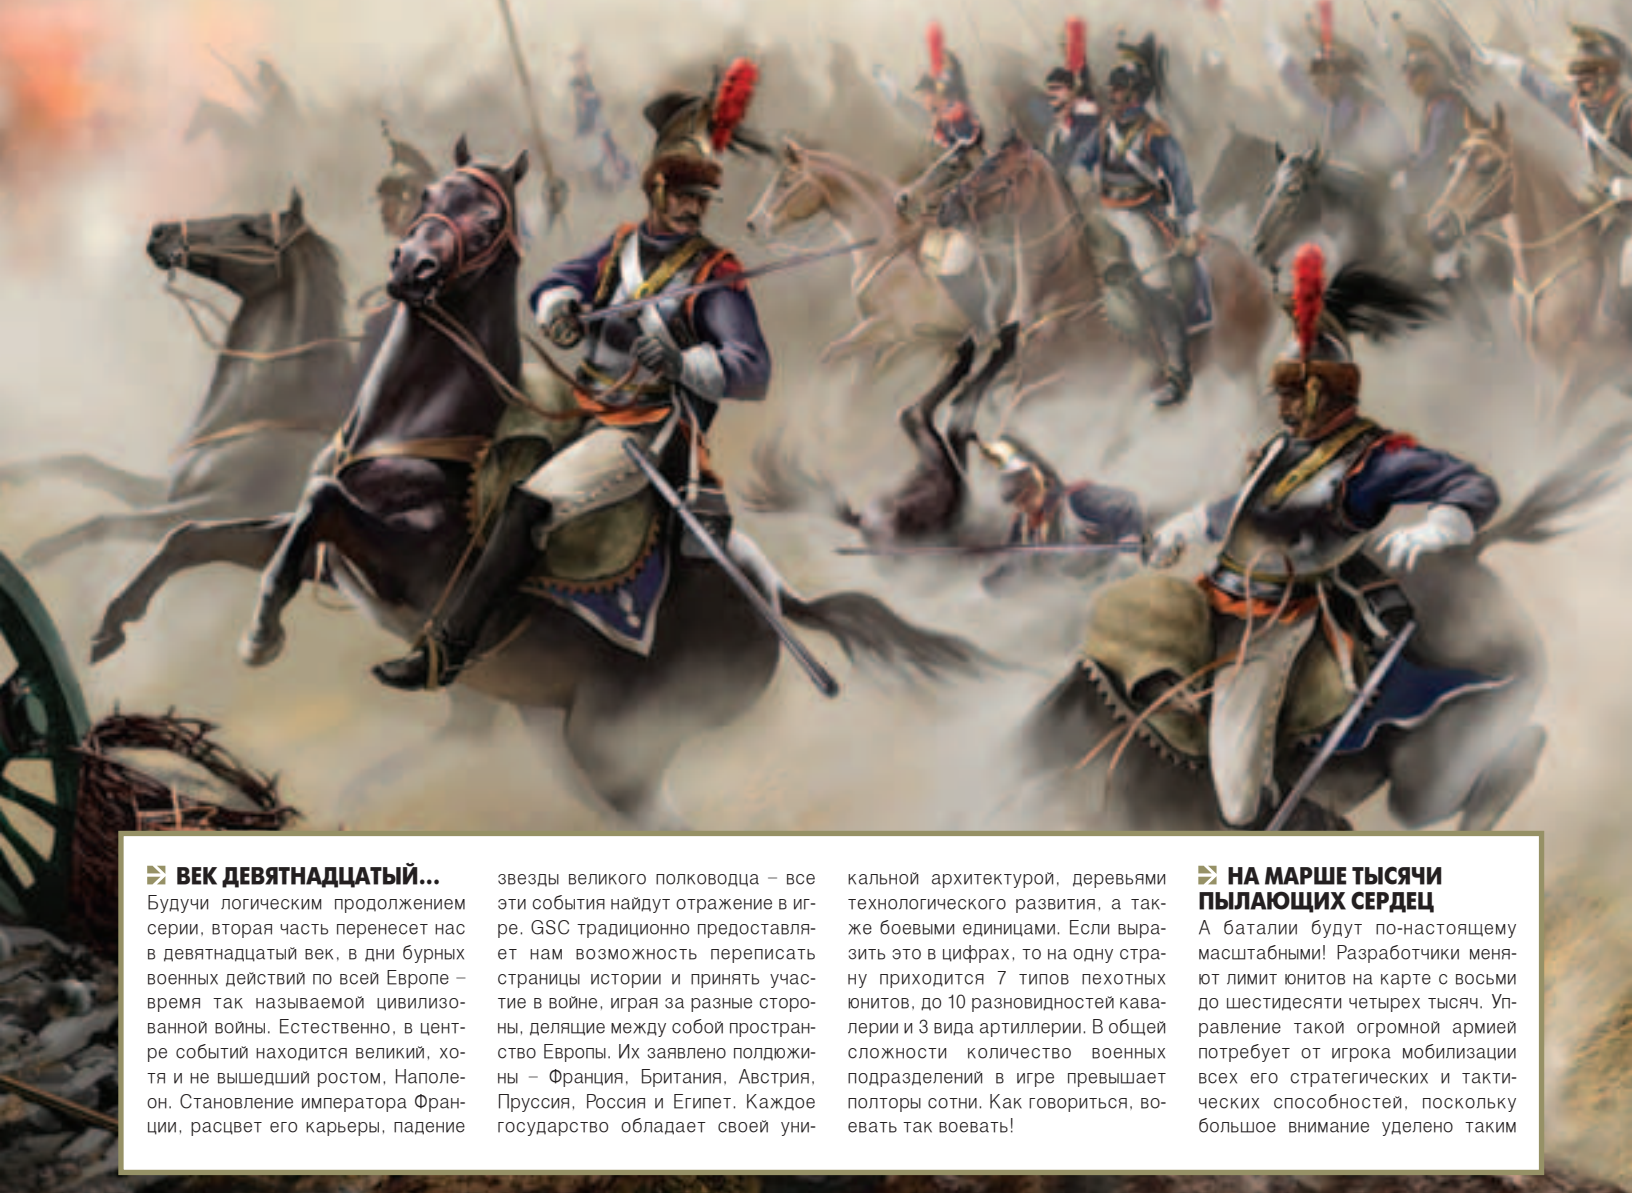 ВЕК ДЕВЯТНАДЦАТЫЙ...
Будучи логическим продолжением
серии, вторая часть перенесет нас
в девятнадцатый век, в дни бурных
военных действий по всей Европе –
время так называемой цивилизо-
ванной войны. Естественно, в цент-
ре событий находится великий, хо-
тя и не вышедший ростом, Наполе-
он. Становление императора Фран-
ции, расцвет его карьеры, падение
звезды великого полководца – все
эти события найдут отражение в иг-
ре. GSC традиционно предоставля-
ет нам возможность переписать
страницы истории и принять учас-
тие в войне, играя за разные сторо-
ны, делящие между собой простран-
ство Европы. Их заявлено полдюжи-
ны – Франция, Британия, Австрия,
Пруссия, Россия и Египет. Каждое
государство обладает своей уни-
кальной архитектурой, деревьями
технологического развития, а так-
же боевыми единицами. Если выра-
зить это в цифрах, то на одну стра-
ну приходится 7 типов пехотных
юнитов, до 10 разновидностей кава-
лерии и 3 вида артиллерии. В общей
сложности количество военных
подразделений в игре превышает
полторы сотни. Как говориться, во-
евать так воевать!
НА МАРШЕ ТЫСЯЧИ
ПЫЛАЮЩИХ СЕРДЕЦ
А баталии будут по-настоящему
масштабными! Разработчики меня-
ют лимит юнитов на карте с восьми
до шестидесяти четырех тысяч. Уп-
равление такой огромной армией
потребует от игрока мобилизации
всех его стратегических и такти-
ческих способностей, поскольку
большое внимание уделено таким